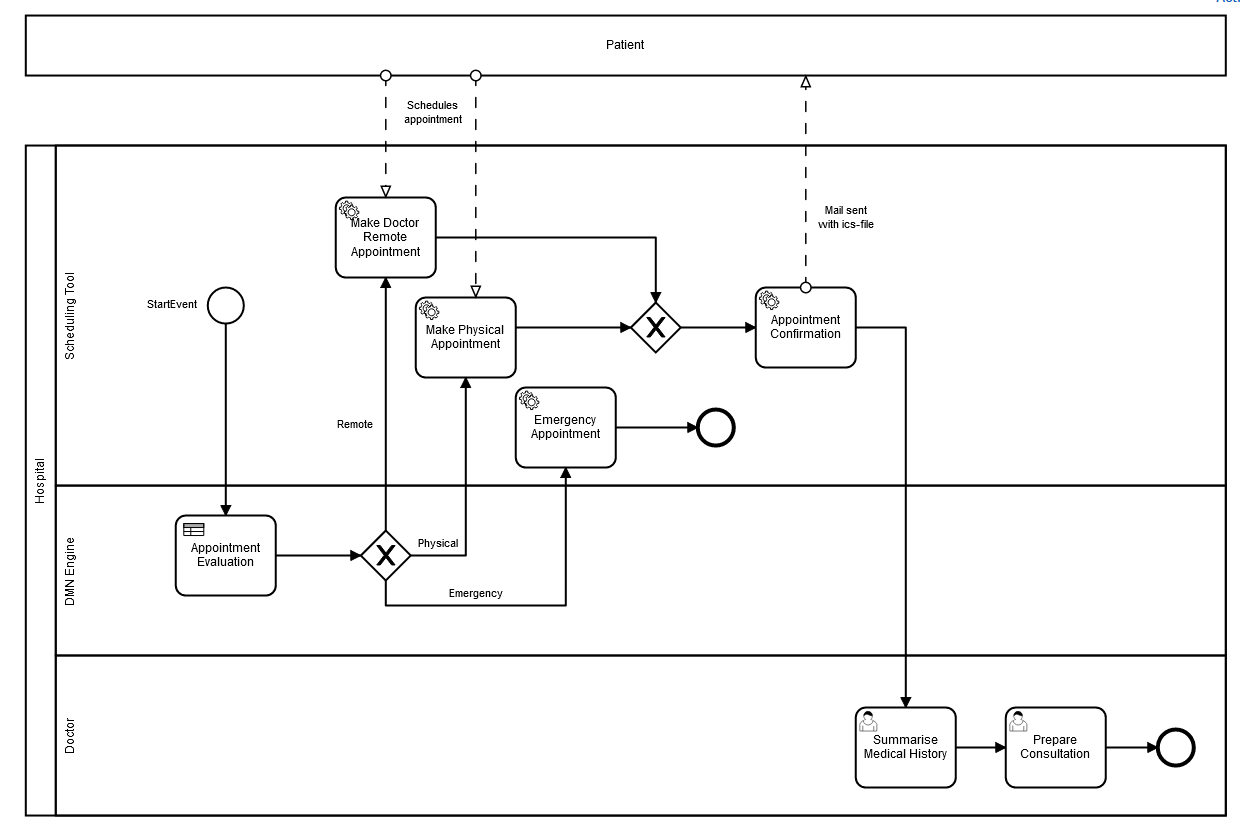 Patient
Schedules
appointment
Make Doctor
Remote
Appointment
Mail sent
with ics-file
StartEvent
Scheduling Tool
Make Physical
Appointment
Appointment
Confirmation
Remote
Emergency
Appointment
Hospital
Appointment
Evaluation
Physical
Emergency
DMN Engine
Doctor
Summarise
Medical History
Prepare
Consultation